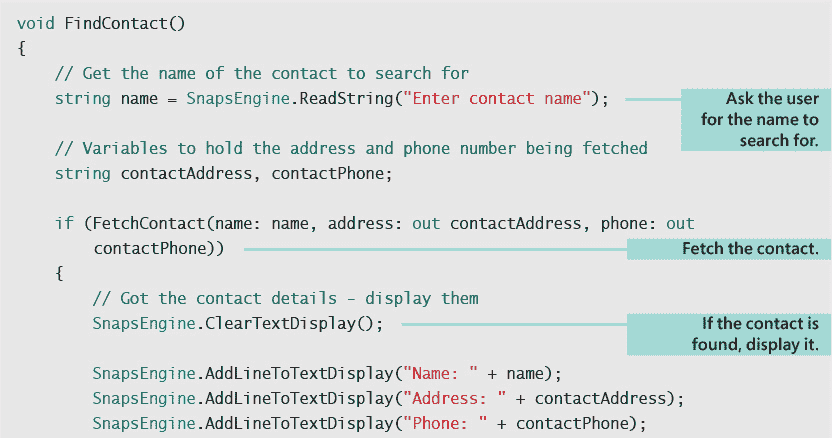 void FindContact()
{
// Get the name of the contact to search for
string name = SnapsEngine.ReadString("Enter contact name");
Ask the user
for the name to
search for.
// Variables to hold the address and phone number being fetched
string contactAddress, contactPhone;
if (FetchContact(name: name, address: out contactAddress, phone: out
contactPhone))
Fetch the contact.
{
// Got the contact details – display them
SnapsEngine.ClearTextDisplay();
If the contact is
found, display it.
SnapsEngine.AddLineToTextDisplay("Name: " + name);
SnapsEngine.AddLineToTextDisplay("Address: " + contactAddress);
SnapsEngine.AddLineToTextDisplay("Phone: " + contactPhone);